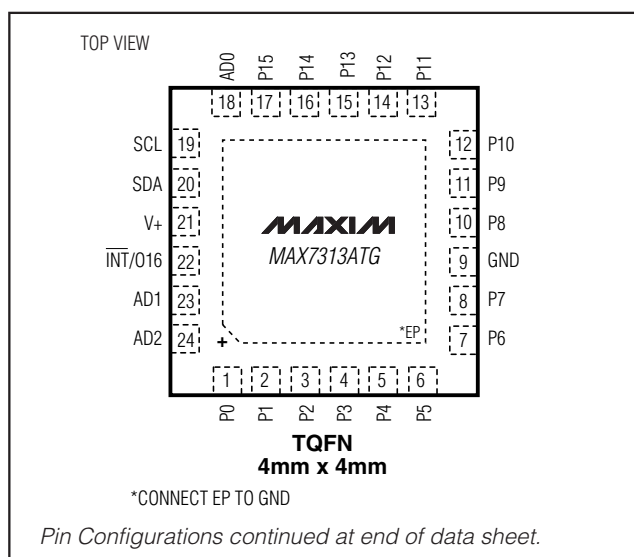 TOP VIEW
AD0 P15 P14 P13 P12 P11
18 17 16 15 14 13
SCL 19 12 P10
SDA 20 11 P9
V+ 21 10 P8
MAXIM
INT/O16 22 MAX7313ATG 9 GND
AD1 23 8 P7
AD2 24 + *EP 7 P6
1 2 3 4 5 6
P0 P1 P2 P3 P4 P5
TQFN
4mm x 4mm
*CONNECT EP TO GND
Pin Configurations continued at end of data sheet.